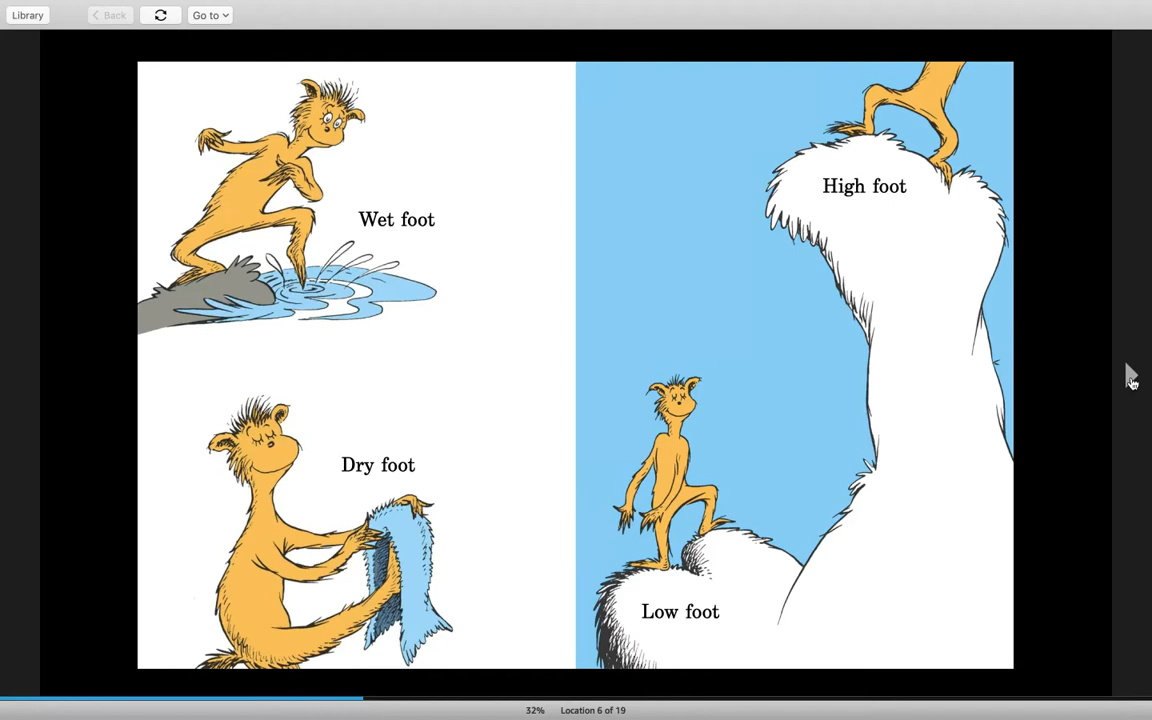 Library
Back
Go to
Wet foot
High foot
Dry foot
Low foot
32% Location 6 of 19